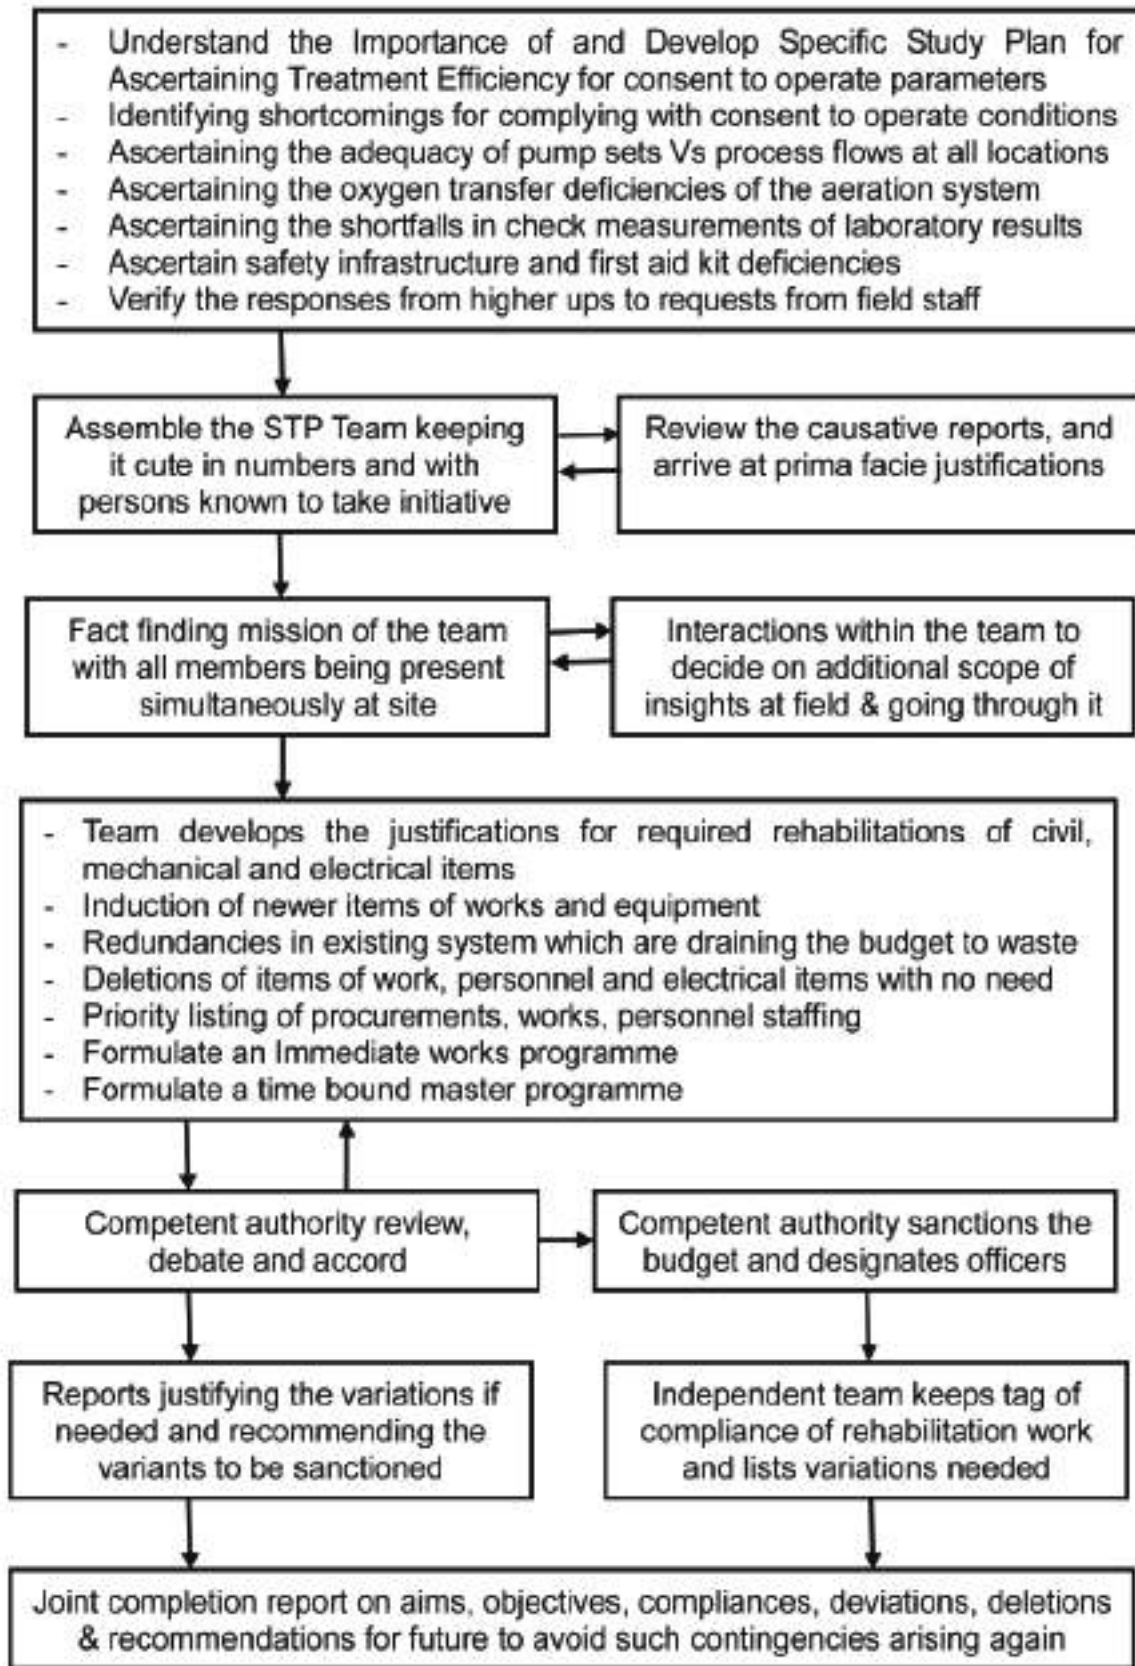 - Understand the Importance of and Develop Specific Study Plan for
Ascertaining Treatment Efficiency for consent to operate parameters
- Identifying shortcomings for complying with consent to operate conditions
- Ascertaining the adequacy of pump sets Vs process flows at all locations
- Ascertaining the oxygen transfer deficiencies of the aeration system
- Ascertaining the shortfalls in check measurements of laboratory results
- Ascertain safety infrastructure and first aid kit deficiencies
- Verify the responses from higher ups to requests from field staff
Assemble the STP Team keeping
it cute in numbers and with
persons known to take initiative
Review the causative reports, and
arrive at prima facie justifications
Fact finding mission of the team
with all members being present
simultaneously at site
Interactions within the team to
decide on additional scope of
insights at field & going through it
- Team develops the justifications for required rehabilitations of civil,
mechanical and electrical items
- Induction of newer items of works and equipment
- Redundancies in existing system which are draining the budget to waste
- Deletions of items of work, personnel and electrical items with no need
- Priority listing of procurements, works, personnel staffing
- Formulate an Immediate works programme
- Formulate a time bound master programme
Competent authority review,
debate and accord
Competent authority sanctions the
budget and designates officers
Reports justifying the variations if
needed and recommending the
variants to be sanctioned
Independent team keeps tag of
compliance of rehabilitation work
and lists variations needed
Joint completion report on aims, objectives, compliances, deviations, deletions
& recommendations for future to avoid such contingencies arising again